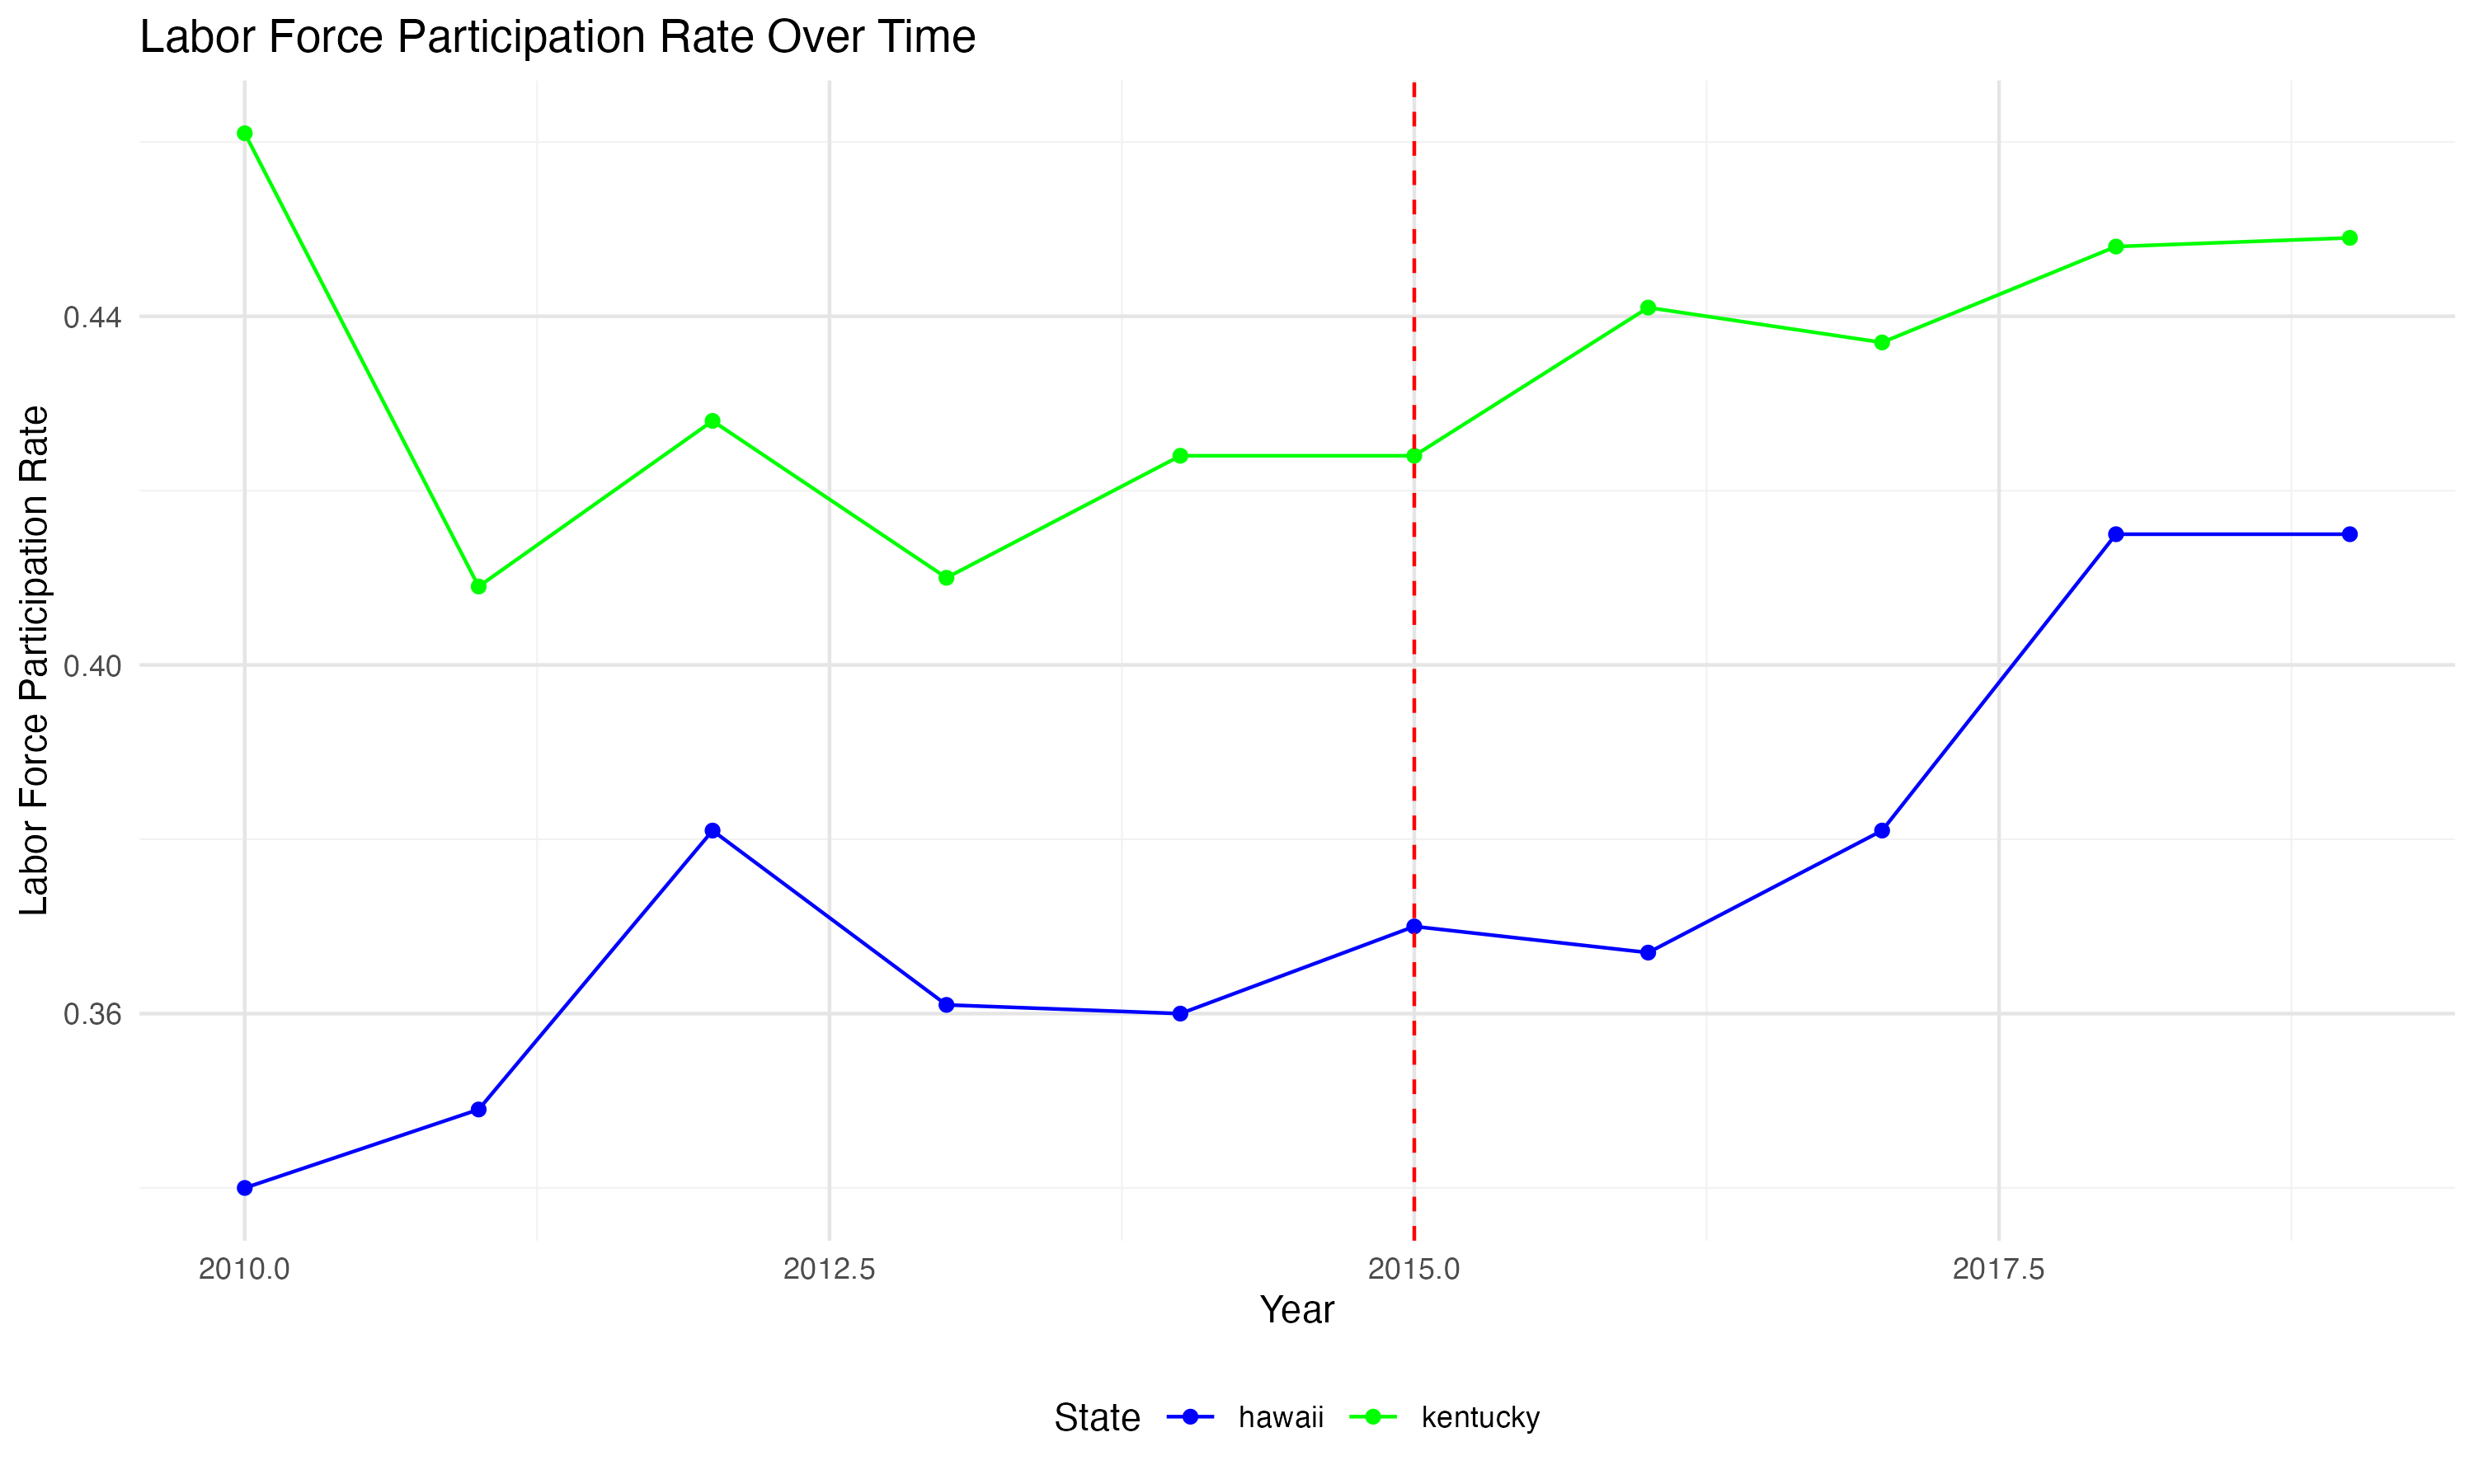 Labor Force Participation Rate Over Time
Labor Force Participation Rate
0.44
0.40
0.36
2010.0
2012.5
2015.0
2017.5
Year
State
hawaii
kentucky